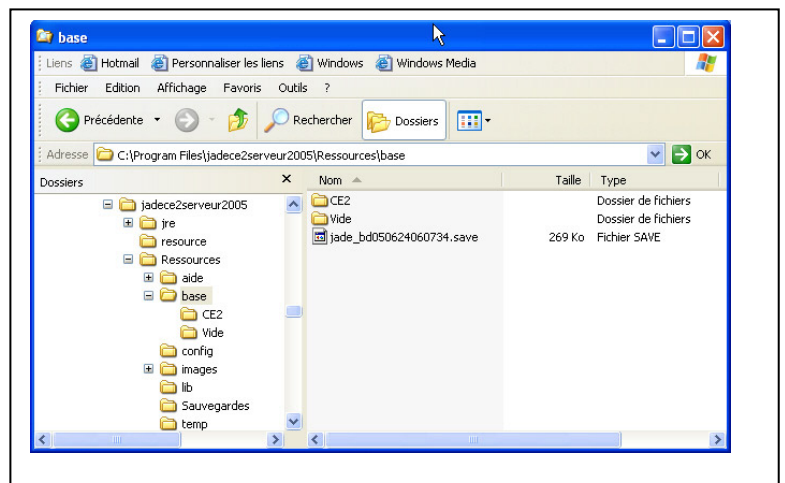 base
Liens Hotmail Personnaliser les liens Windows Windows Media
Fichier Edition Affichage Favoris Outils ?
Précédente Rechercher Dossiers
Adresse C:\Program Files\jadece2serveur2005\Ressources\base OK
Dossiers
jadece2serveur2005
jre
resource
Ressources
aide
base
CE2
Vide
config
images
lib
Sauvegardes
temp
Nom Taille Type
CE2 Dossier de fichiers
Vide Dossier de fichiers
jade_bd050624060734.save 269 Ko Fichier SAVE